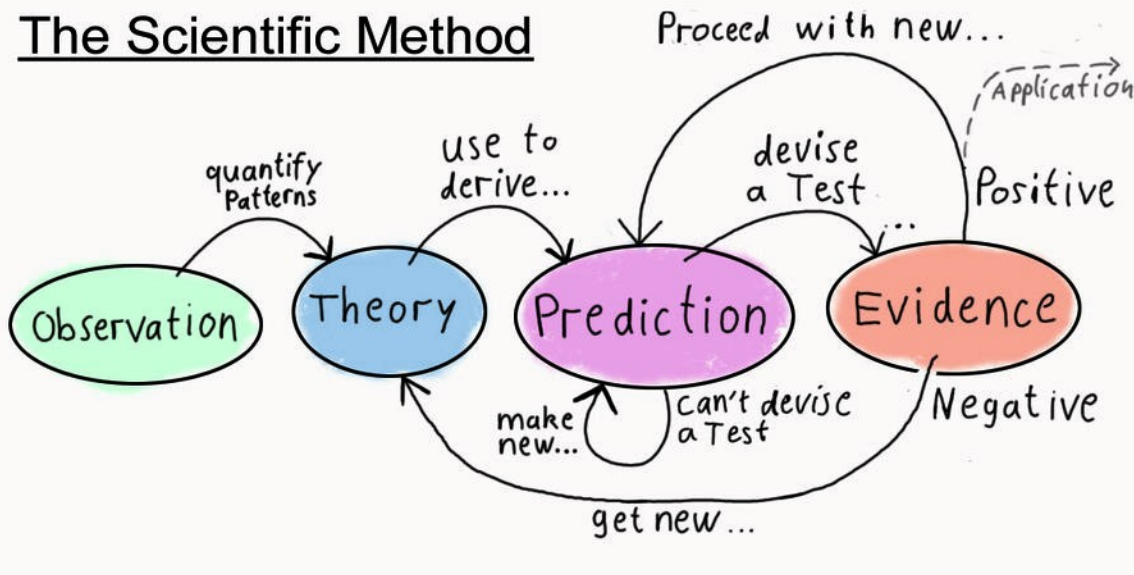 The Scientific Method
Proceed with new...
Application
quantify
Patterns
use to
derive...
devise
a Test
...
Positive
Observation
Theory
Prediction
Evidence
make
new...
can't devise
a Test
Negative
get new...